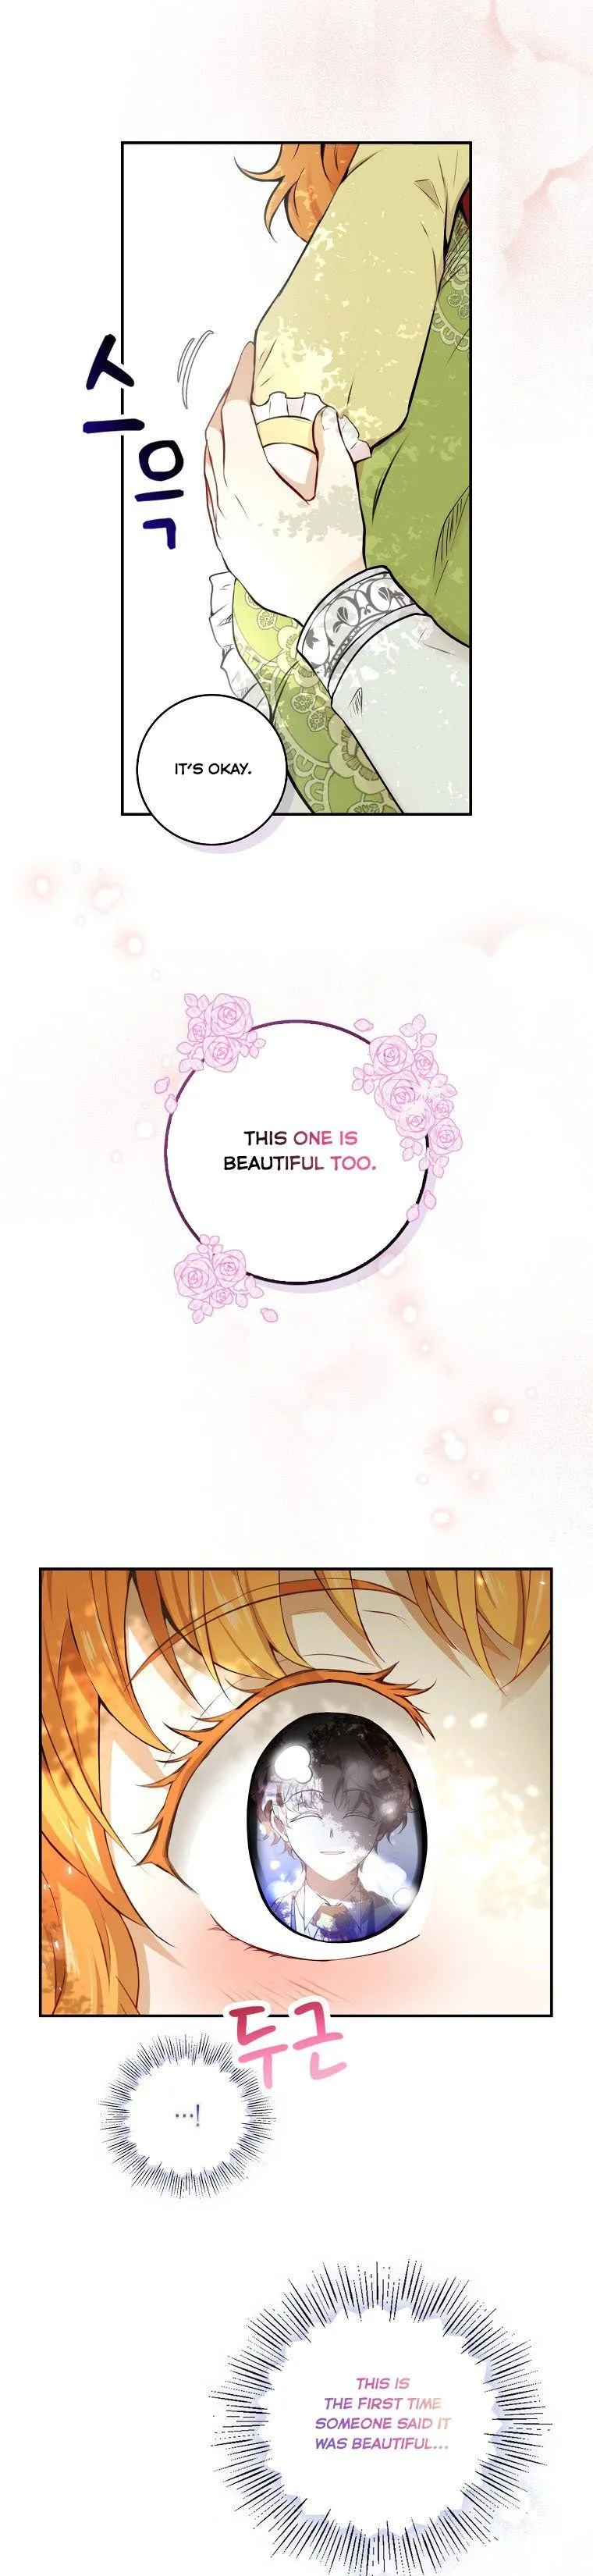 스윽
IT'S OKAY.
THIS ONE IS
BEAUTIFUL TOO.
두근
...!
THIS IS
THE FIRST TIME
SOMEONE SAID IT
WAS BEAUTIFUL...